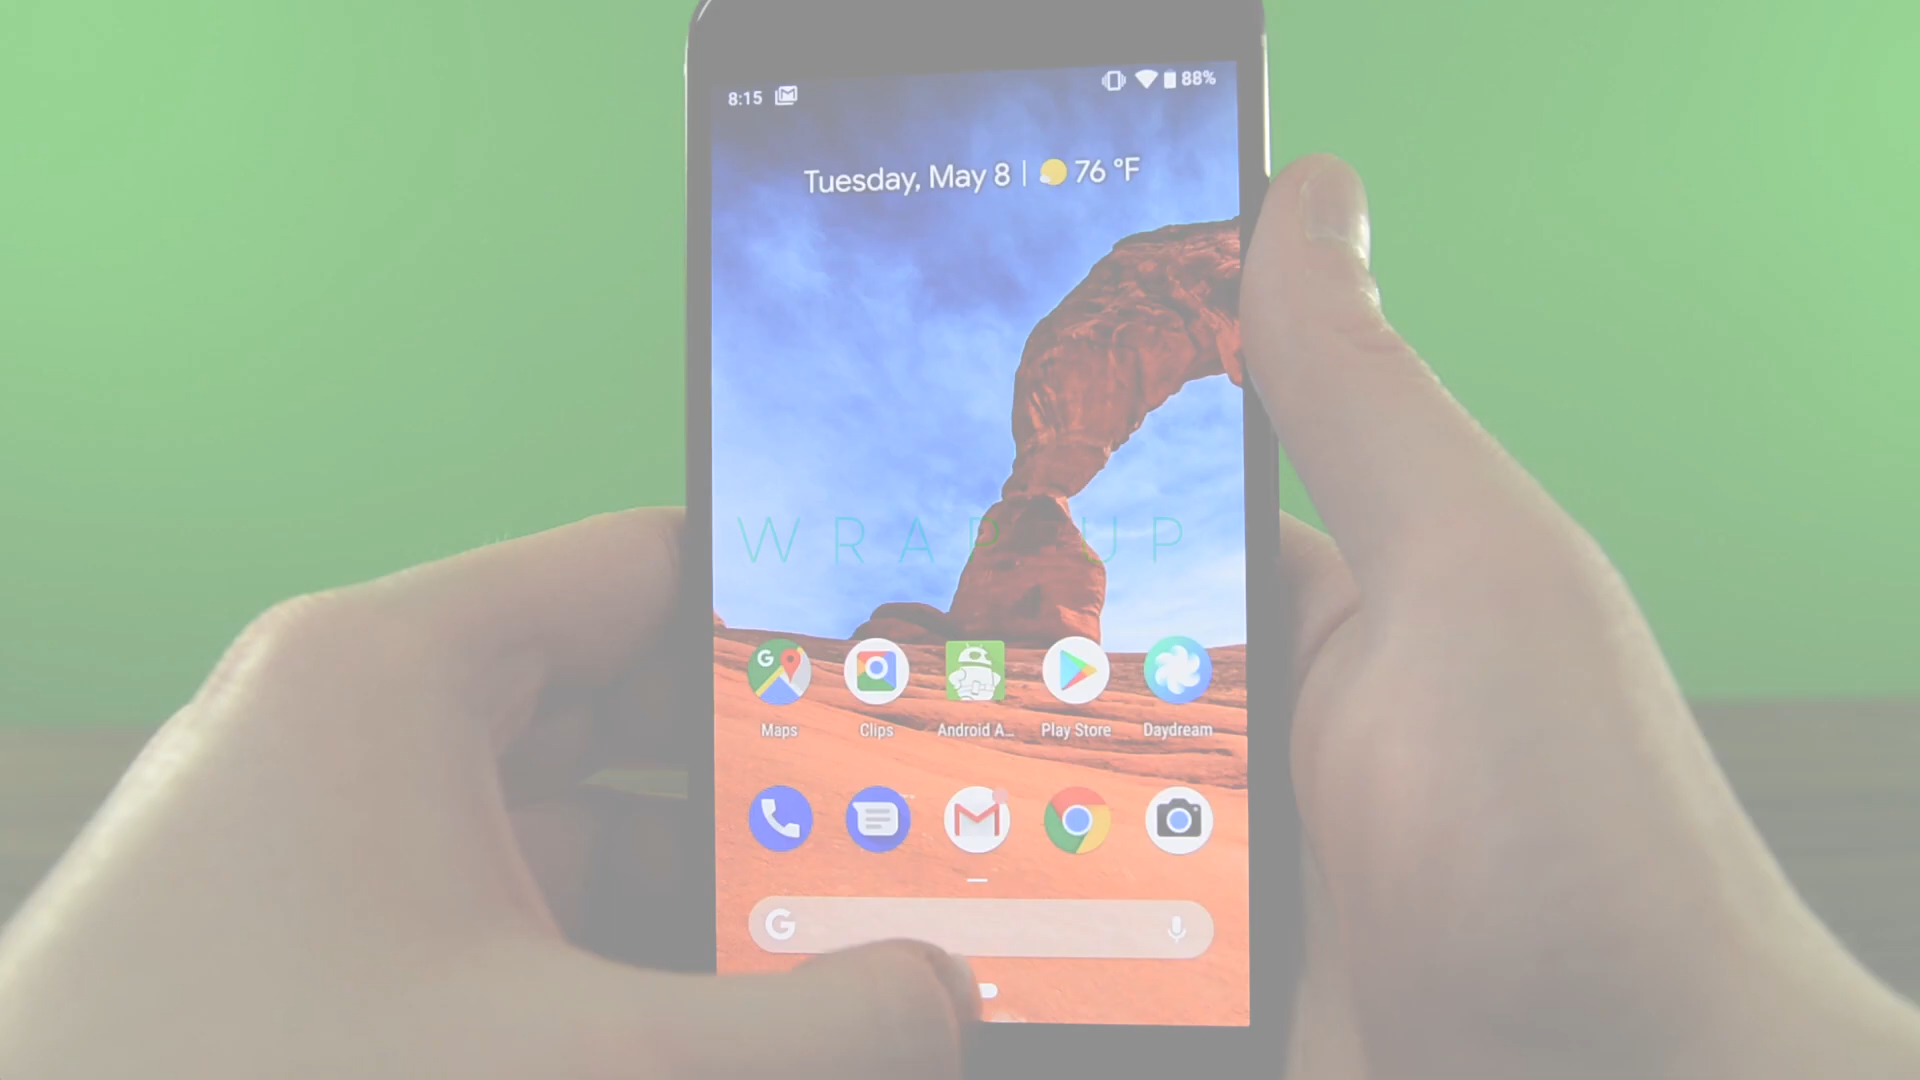 8:15
88%
Tuesday, May 8 | 76 °F
WRAP UP
G
Maps
Clips
Android A...
Play Store
Daydream
G